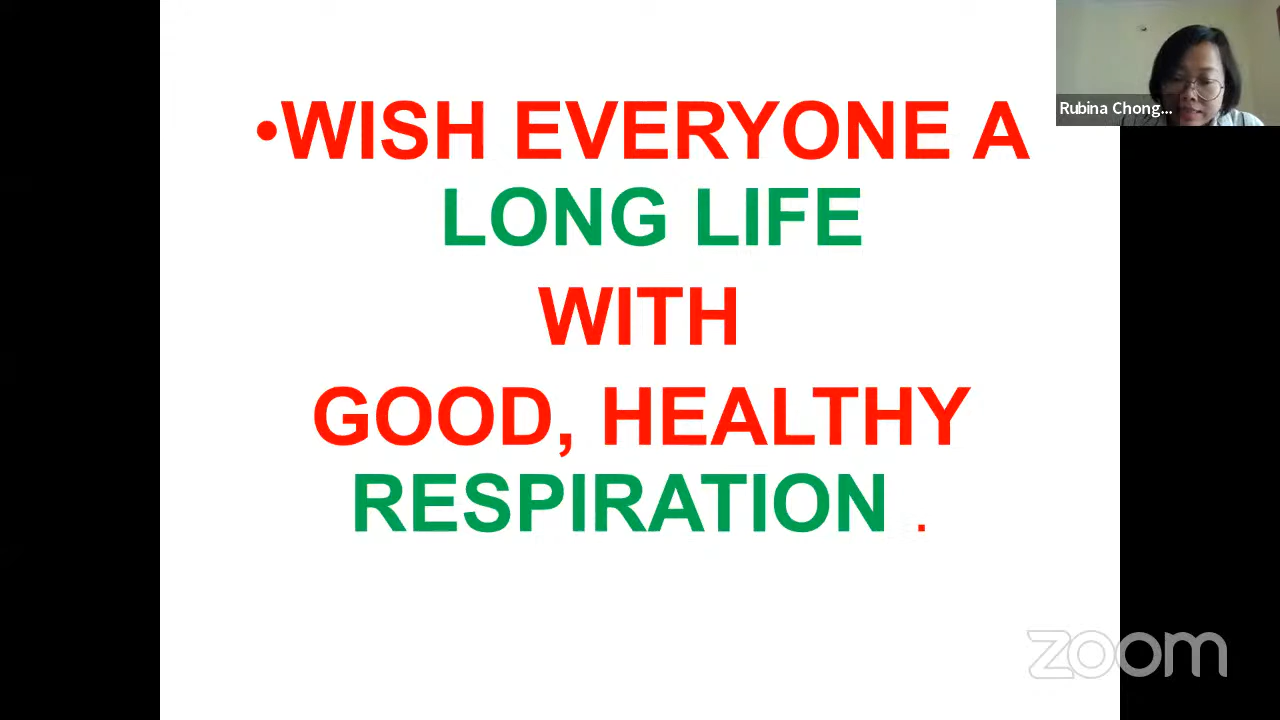 •WISH EVERYONE A
LONG LIFE
WITH
GOOD, HEALTHY
RESPIRATION .
Rubina Chong...
zoom